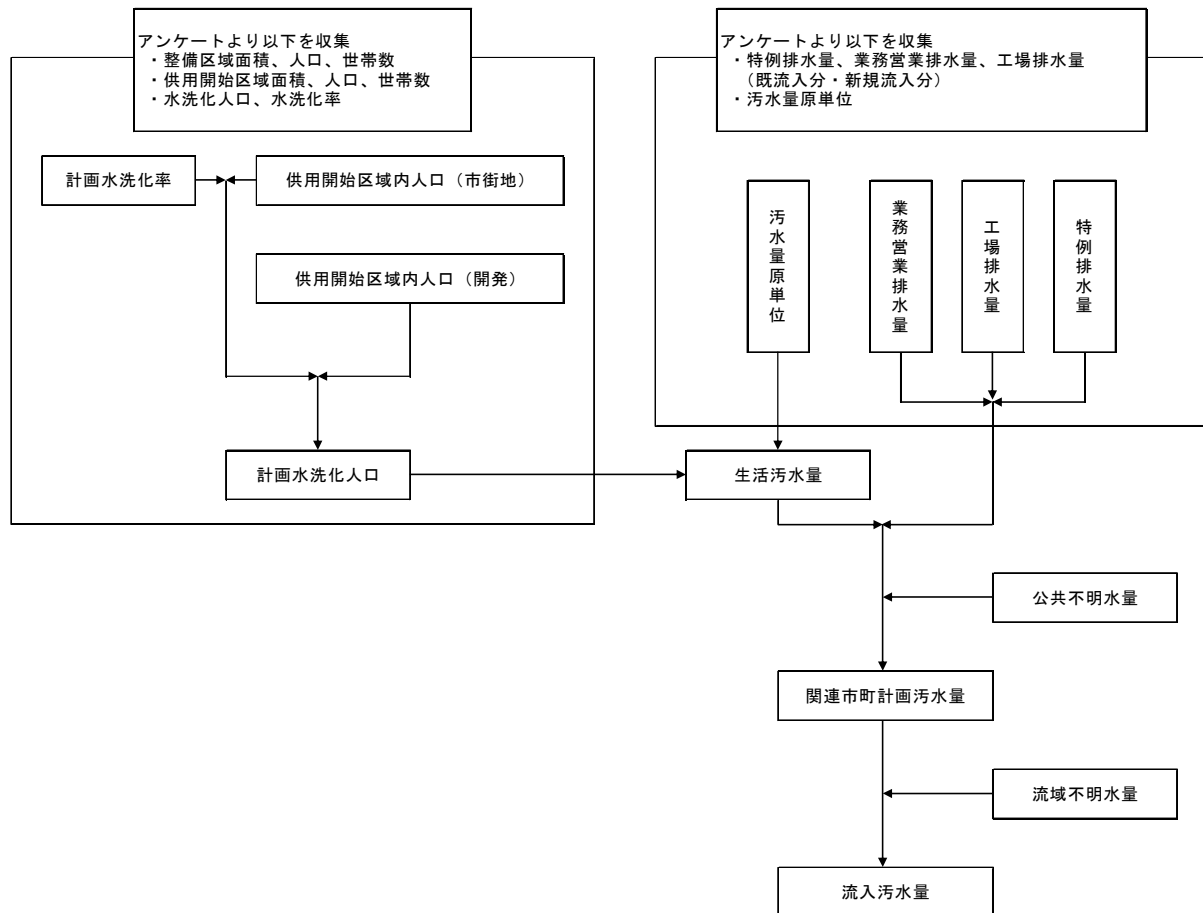 アンケートより以下を収集
・整備区域面積、人口、世帯数
・供用開始区域面積、人口、世帯数
・水洗化人口、水洗化率
アンケートより以下を収集
・特例排水量、業務営業排水量、工場排水量
（既流入分・新規流入分）
・汚水量原単位
計画水洗化率
供用開始区域内人口（市街地）
供用開始区域内人口（開発）
汚水量原単位
業務営業排水量
工場排水量
特例排水量
計画水洗化人口
生活汚水量
公共不明水量
関連市町計画汚水量
流域不明水量
流入汚水量